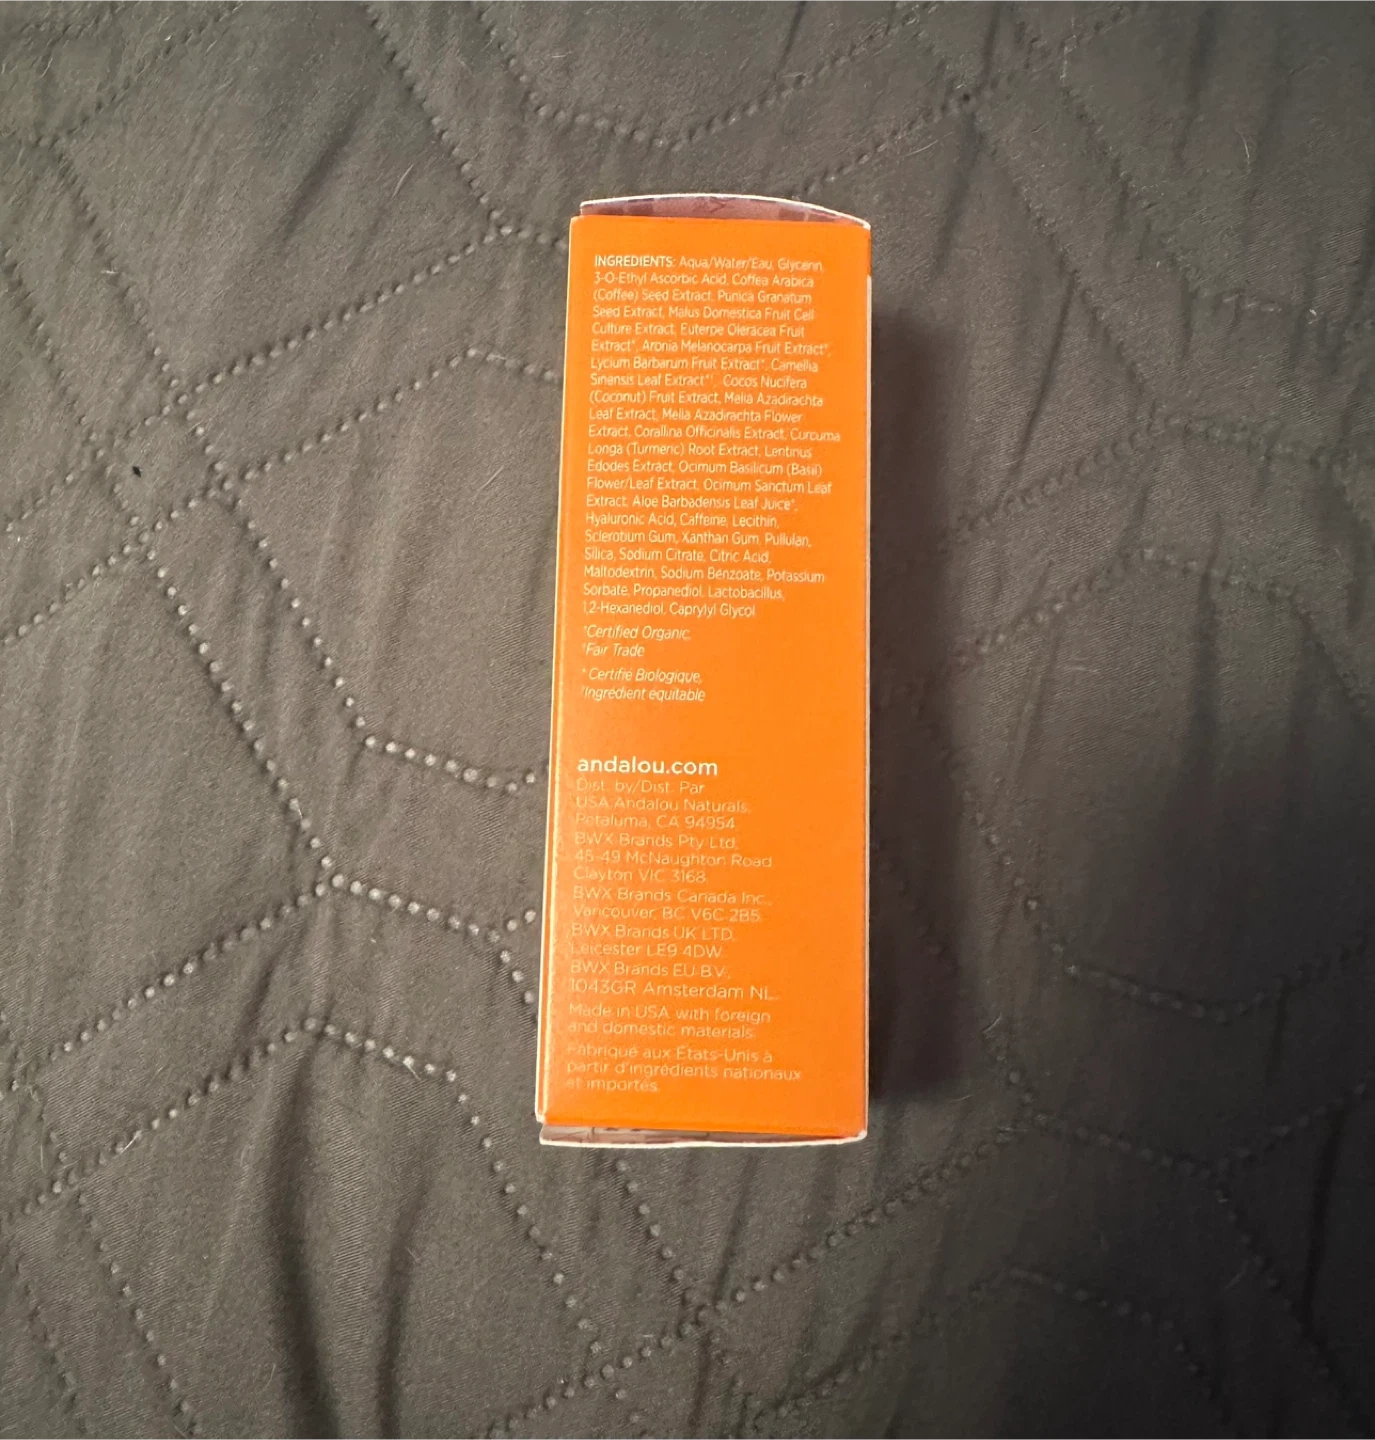 INGREDIENTS: Aqua/Water/Eau, Glycerin,
3-O-Ethyl Ascorbic Acid, Coffea Arabica
(Coffee) Seed Extract, Punica Granatum
Seed Extract, Malus Domestica Fruit Cell
Culture Extract, Euterpe Oleracea Fruit
Extract*, Aronia Melanocarpa Fruit Extract*,
Lycium Barbarum Fruit Extract*, Camellia
Sinensis Leaf Extract*†, Cocos Nucifera
(Coconut) Fruit Extract, Melia Azadirachta
Leaf Extract, Melia Azadirachta Flower
Extract, Corallina Officinalis Extract, Curcuma
Longa (Turmeric) Root Extract, Lentinus
Edodes Extract, Ocimum Basilicum (Basil)
Flower/Leaf Extract, Ocimum Sanctum Leaf
Extract, Aloe Barbadensis Leaf Juice*,
Hyaluronic Acid, Caffeine, Lecithin,
Sclerotium Gum, Xanthan Gum, Pullulan,
Silica, Sodium Citrate, Citric Acid,
Maltodextrin, Sodium Benzoate, Potassium
Sorbate, Propanediol, Lactobacillus,
1,2-Hexanediol, Caprylyl Glycol
*Certified Organic,
†Fair Trade
* Certifié Biologique,
†Ingrédient équitable
andalou.com
Dist. by/Dist. Par
USA Andalou Naturals,
Petaluma, CA 94954
BWX Brands Pty Ltd,
45-49 McNaughton Road
Clayton VIC 3168
BWX Brands Canada Inc.,
Vancouver, BC V6C 2B5
BWX Brands UK LTD,
Leicester LE9 4DW
BWX Brands EU B.V.,
1043GR Amsterdam NL
Made in USA with foreign
and domestic materials.
Fabriqué aux États-Unis à
partir d'ingrédients nationaux
et importés.